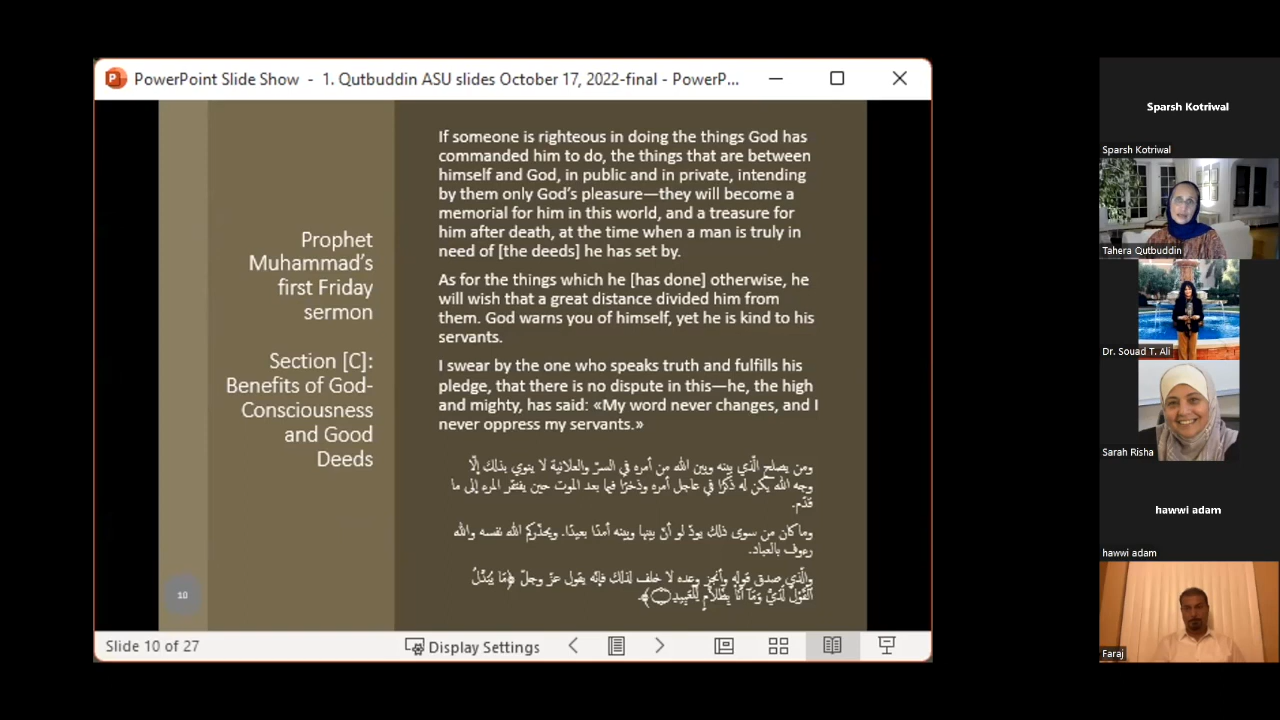 PowerPoint Slide Show - 1. Qutbuddin ASU slides October 17, 2022-final - PowerP...
Prophet
Muhammad's
first Friday
sermon
Section [C]:
Benefits of God-
Consciousness
and Good
Deeds
10
If someone is righteous in doing the things God has
commanded him to do, the things that are between
himself and God, in public and in private, intending
by them only God's pleasure—they will become a
memorial for him in this world, and a treasure for
him after death, at the time when a man is truly in
need of [the deeds] he has set by.
As for the things which he [has done] otherwise, he
will wish that a great distance divided him from
them. God warns you of himself, yet he is kind to his
servants.
I swear by the one who speaks truth and fulfills his
pledge, that there is no dispute in this—he, the high
and mighty, has said: «My word never changes, and I
never oppress my servants.»
ومن يصلح الّذي بينه وبين الله من أمره في السرّ والعلانية لا ينوي بذلك إلّا
وجه الله يكن له ذكرًا في عاجل أمره وذخرًا فيما بعد الموت حين يفتقر المرء إلى ما
قدّم.
وما كان من سوى ذلك يودّ لو أنّ بينها وبينه أمدًا بعيدًا. ويحذّركم الله نفسه والله
رءوف بالعباد.
والّذي صدق قوله وأنجز وعده لا خلف لذلك فإنّه يقول عزّ وجلّ ﴿مَا يُبَدَّلُ
ٱلْقَوْلُ لَدَيَّ وَمَآ أَنَا۠ بِظَلَّامٍ لِّلْعَبِيدِ﴾.
Slide 10 of 27
Display Settings
Sparsh Kotriwal
Sparsh Kotriwal
Tahera Qutbuddin
Dr. Souad T. Ali
Sarah Risha
hawwi adam
hawwi adam
Faraj